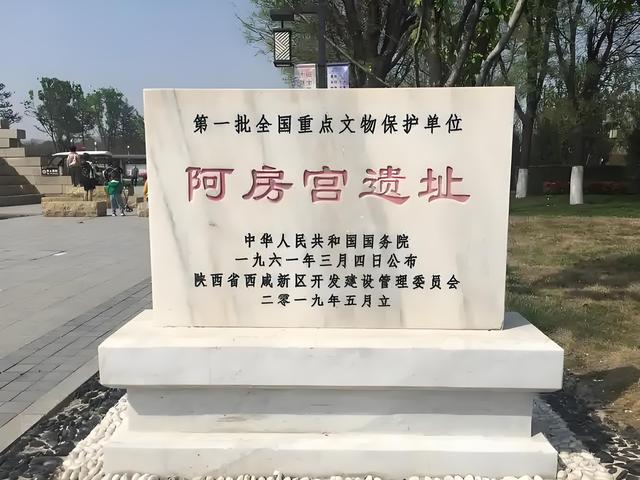 第一批全国重点文物保护单位
阿房宫遗址
中华人民共和国国务院
一九六一年三月四日公布
陕西省西咸新区开发建设管理委员会
二零一九年五月立